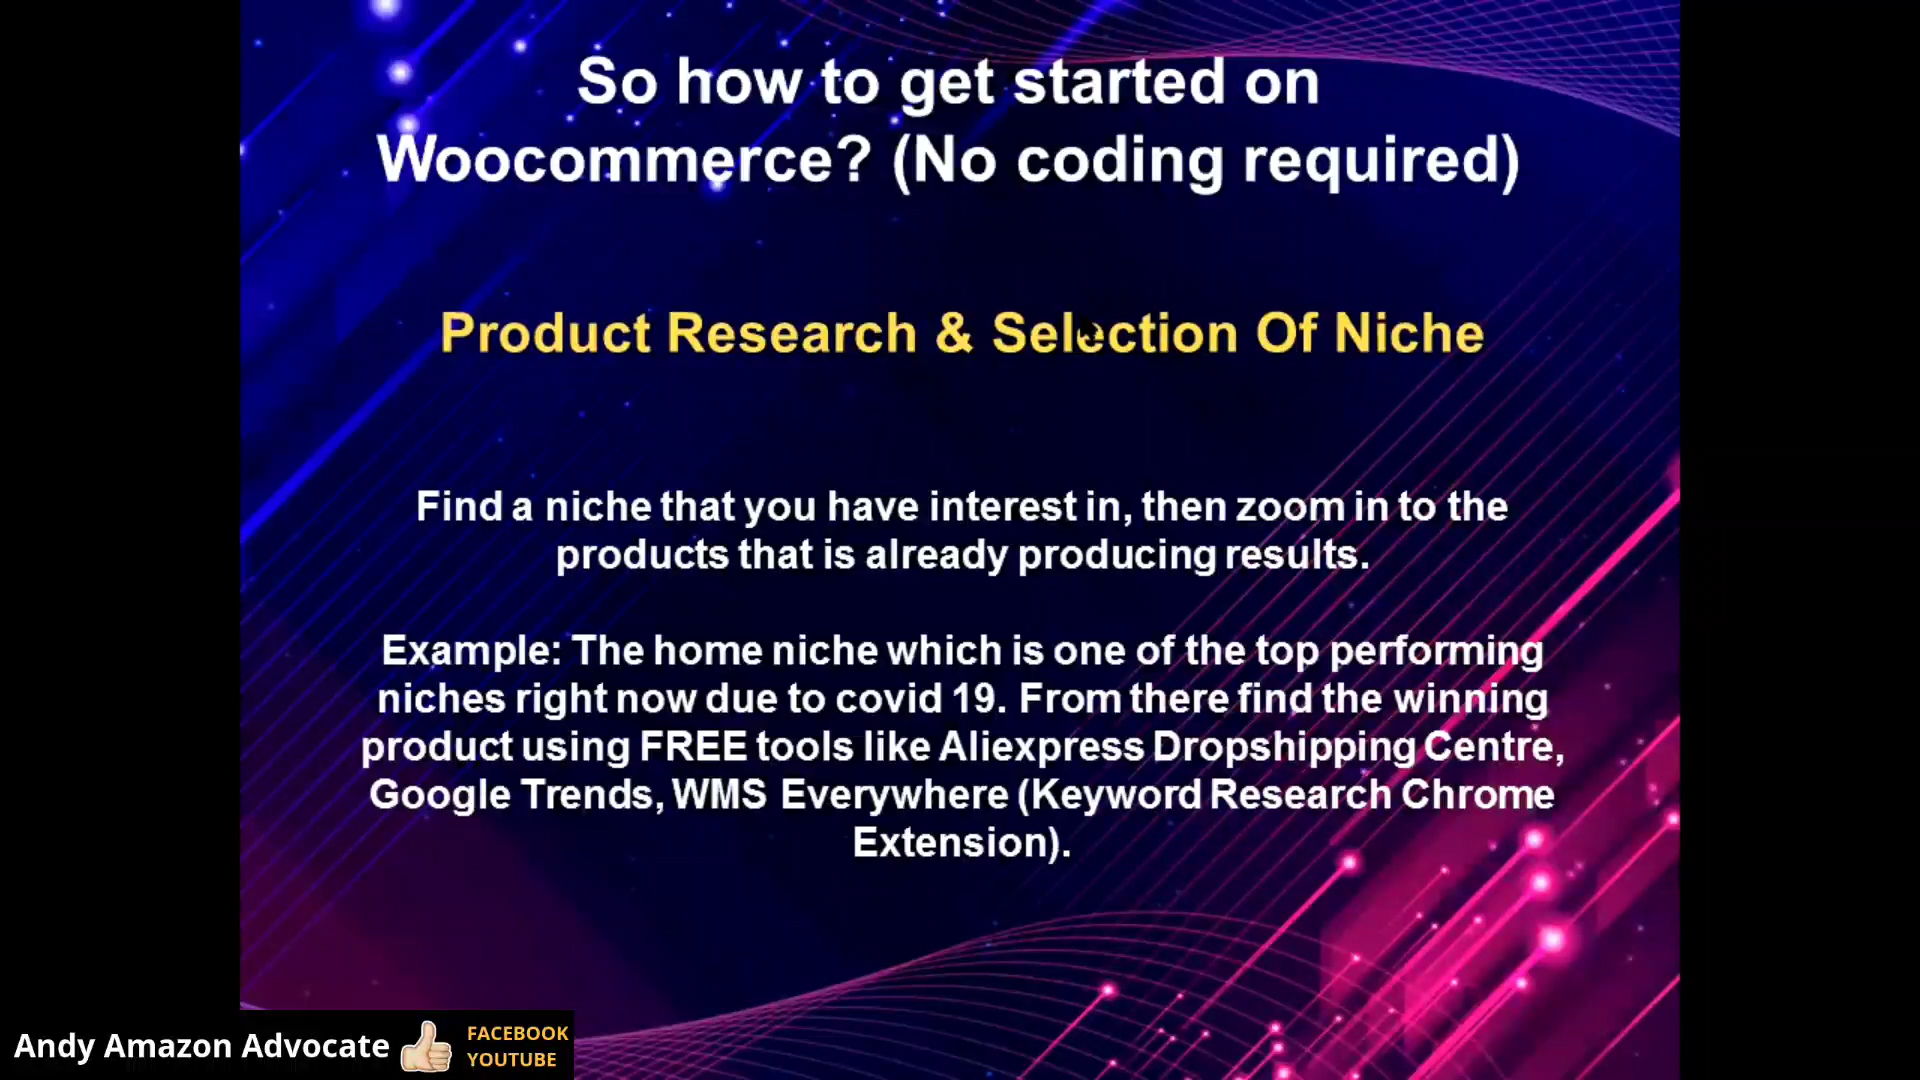 So how to get started on
Woocommerce? (No coding required)
Product Research & Selection Of Niche
Find a niche that you have interest in, then zoom in to the
products that is already producing results.
Example: The home niche which is one of the top performing
niches right now due to covid 19. From there find the winning
product using FREE tools like Aliexpress Dropshipping Centre,
Google Trends, WMS Everywhere (Keyword Research Chrome
Extension).
Andy Amazon Advocate
FACEBOOK
YOUTUBE